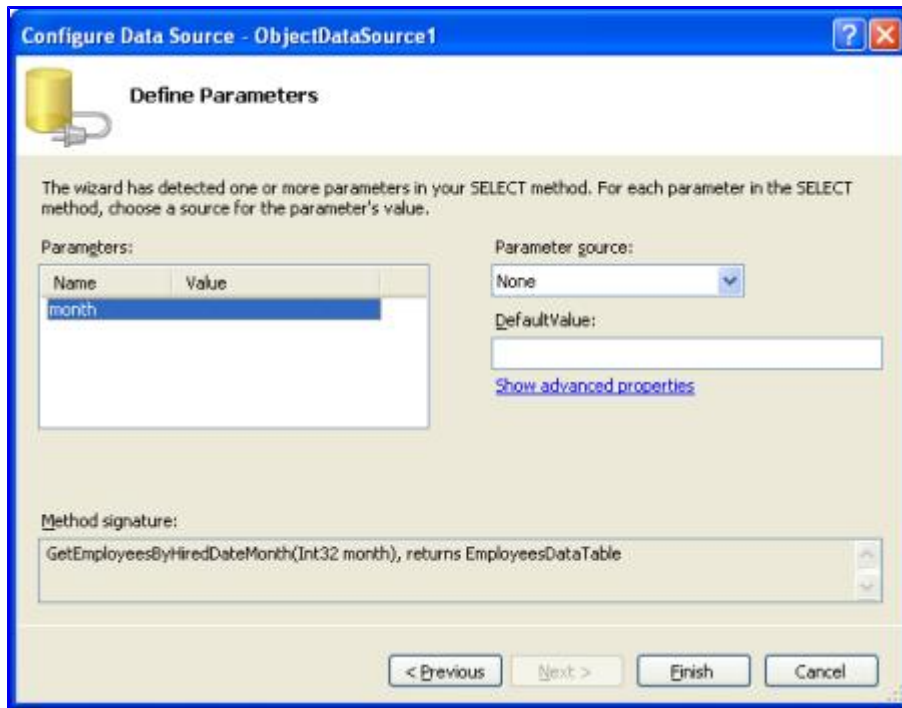 Configure Data Source - ObjectDataSource1
Define Parameters
The wizard has detected one or more parameters in your SELECT method. For each parameter in the SELECT
method, choose a source for the parameter's value.
Parameters:
Name Value
month
Parameter source:
None
DefaultValue:
Show advanced properties
Method signature:
GetEmployeesByHiredDateMonth(Int32 month), returns EmployeesDataTable
< Previous Next > Finish Cancel